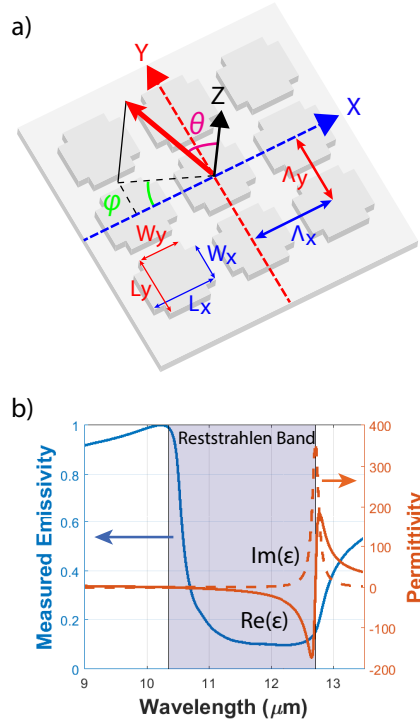 a)
Y
Z
X
θ
φ
Λy
Λx
Wy
Wx
Ly
Lx
b)
Reststrahlen Band
Im(ε)
Re(ε)
Measured Emissivity
0
0.2
0.4
0.6
0.8
1
Permittivity
-200
-100
0
100
200
300
400
9 10 11 12 13
Wavelength (μm)